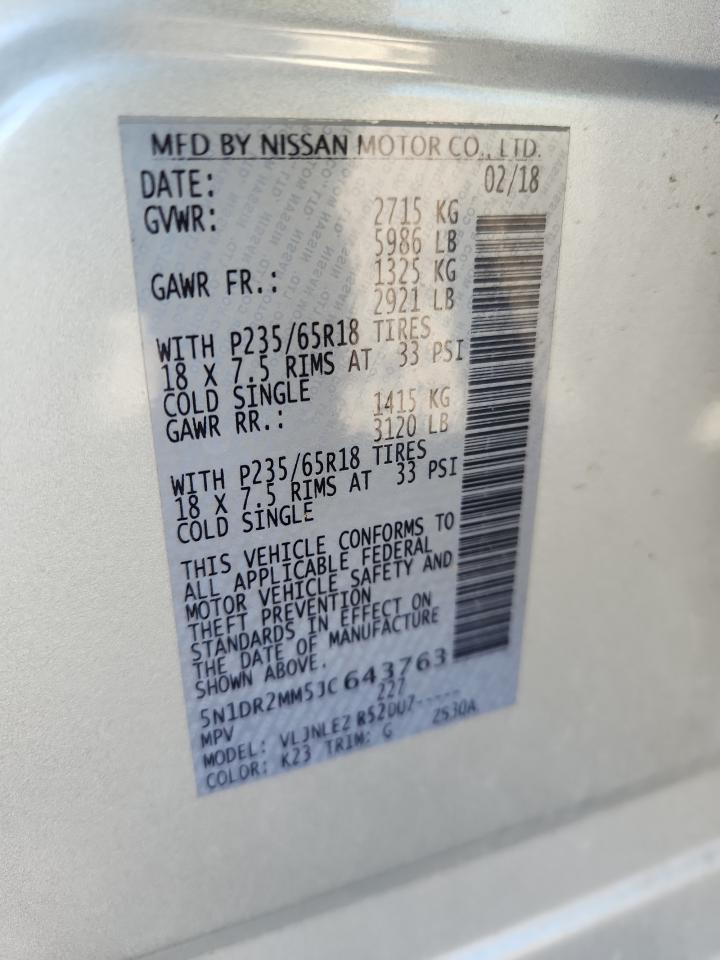 MFD BY NISSAN MOTOR CO., LTD.
DATE: 02/18
GVWR: 2715 KG
5986 LB
GAWR FR.: 1325 KG
2921 LB
WITH P235/65R18 TIRES
18 X 7.5 RIMS AT 33 PSI
COLD SINGLE
GAWR RR.: 1415 KG
3120 LB
WITH P235/65R18 TIRES
18 X 7.5 RIMS AT 33 PSI
COLD SINGLE
THIS VEHICLE CONFORMS TO
ALL APPLICABLE FEDERAL
MOTOR VEHICLE SAFETY AND
THEFT PREVENTION
STANDARDS IN EFFECT ON
THE DATE OF MANUFACTURE
SHOWN ABOVE.
5N1DR2MM5JC643763
MPV 227
MODEL: VLJNLEZ R52DUZ-----
COLOR: K23 TRIM: G ZS30A